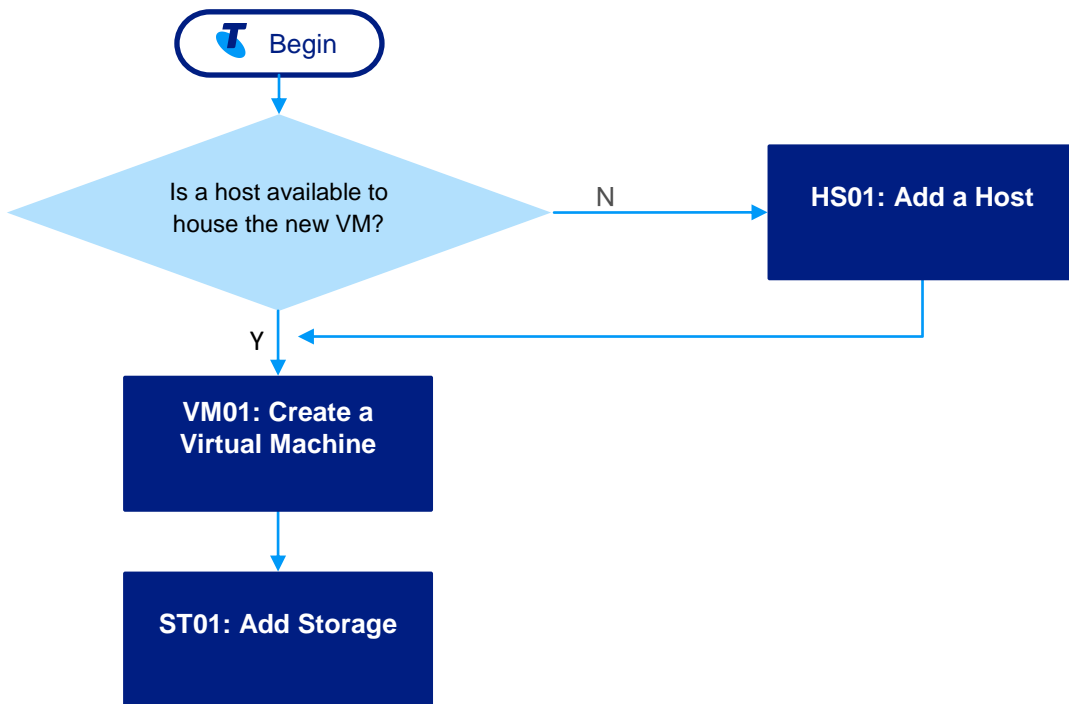 Begin
Is a host available to
house the new VM?
N
HS01: Add a Host
Y
VM01: Create a
Virtual Machine
ST01: Add Storage